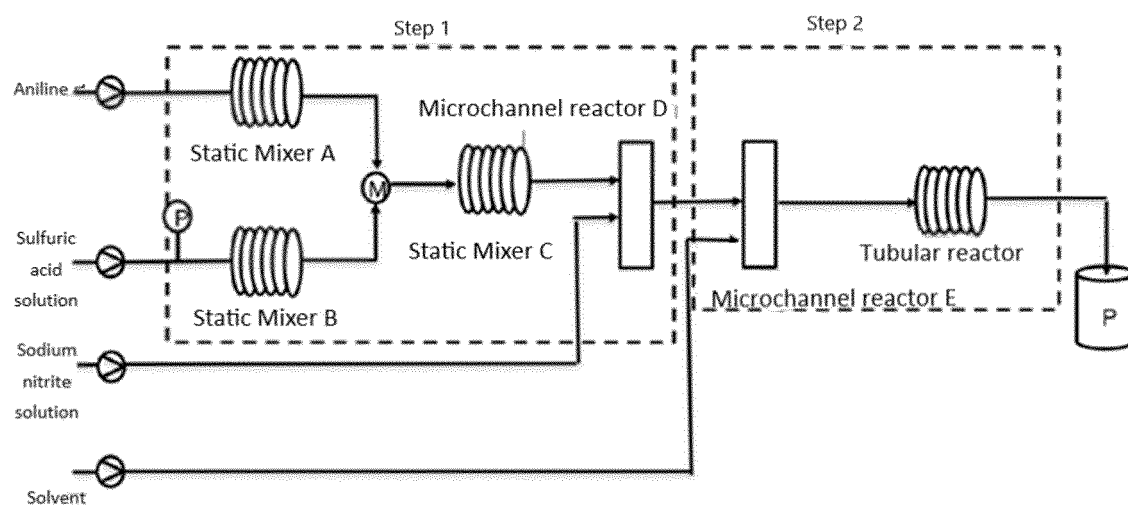 Step 1
Step 2
Aniline
Microchannel reactor D
Static Mixer A
M
P
Sulfuric
acid
solution
Static Mixer C
Tubular reactor
Static Mixer B
Microchannel reactor E
P
Sodium
nitrite
solution
Solvent